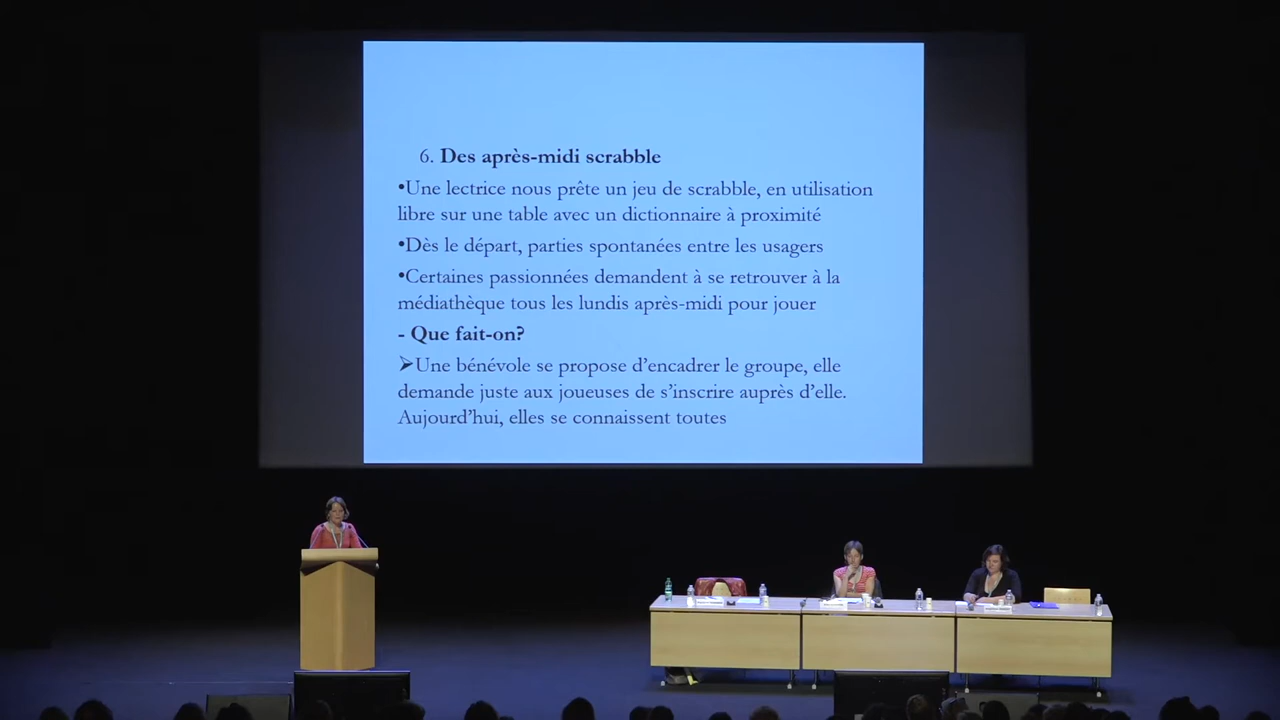 6. Des après-midi scrabble
•Une lectrice nous prête un jeu de scrabble, en utilisation
libre sur une table avec un dictionnaire à proximité
•Dès le départ, parties spontanées entre les usagers
•Certaines passionnées demandent à se retrouver à la
médiathèque tous les lundis après-midi pour jouer
- Que fait-on?
➢Une bénévole se propose d’encadrer le groupe, elle
demande juste aux joueuses de s’inscrire auprès d’elle.
Aujourd’hui, elles se connaissent toutes